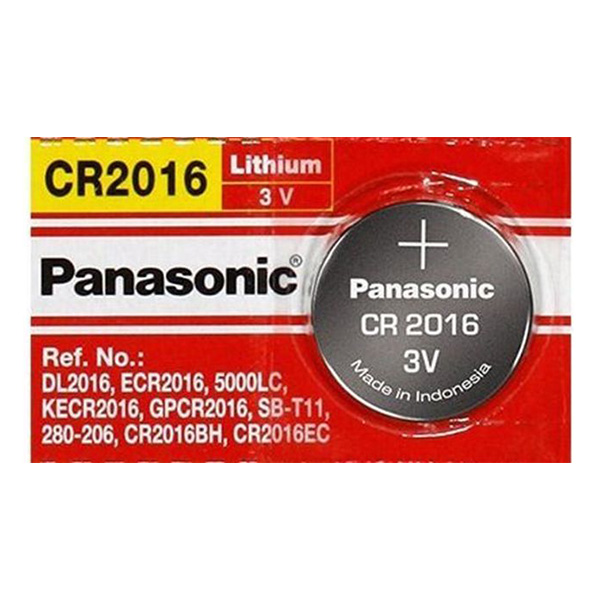 CR2016
Lithium
3 V
Panasonic®
Ref. No.:
DL2016, ECR2016, 5000LC,
KECR2016, GPCR2016, SB-T11,
280-206, CR2016BH, CR2016EC
+
Panasonic
CR 2016
3V
Made in Indonesia